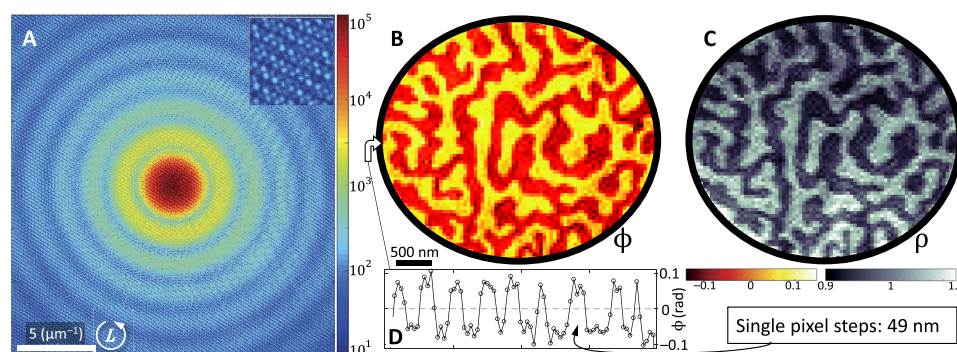 A
10^5
10^4
10^3
10^2
10^1
5 (μm⁻¹)
L
B
ϕ
500 nm
C
ρ
−0.1
0
0.1
0.9
1
1.
D
0.1
0
−0.1
ϕ (rad)
Single pixel steps: 49 nm